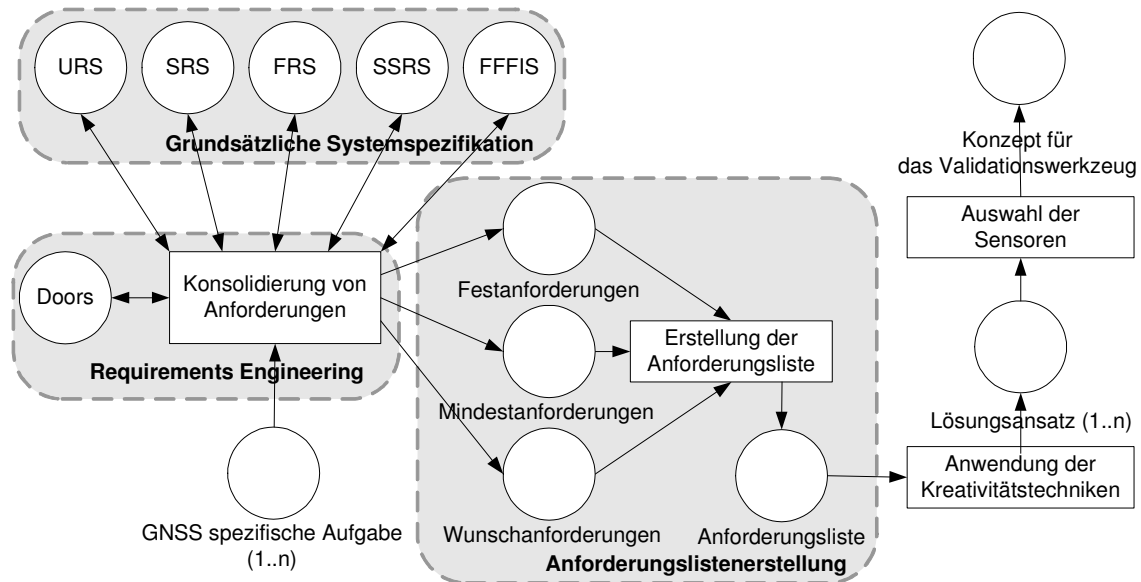 URS
SRS
FRS
SSRS
FFFIS
Grundsätzliche Systemspezifikation
Doors
Konsolidierung von
Anforderungen
Requirements Engineering
GNSS spezifische Aufgabe
(1..n)
Festanforderungen
Mindestanforderungen
Wunschanforderungen
Erstellung der
Anforderungsliste
Anforderungsliste
Anforderungslistenerstellung
Konzept für
das Validationswerkzeug
Auswahl der
Sensoren
Lösungsansatz (1..n)
Anwendung der
Kreativitätstechniken